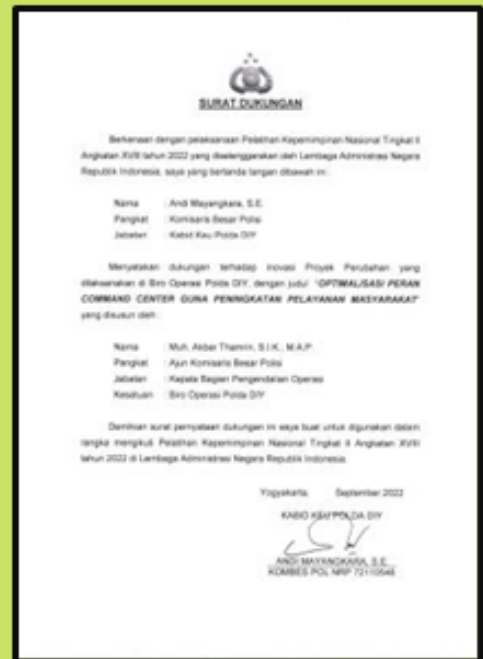 SURAT DUKUNGAN
Berkenaan dengan pelaksanaan Pelatihan Kepemimpinan Nasional Tingkat II
Angkatan XVIII tahun 2022 yang diselenggarakan oleh Lembaga Administrasi Negara
Republik Indonesia, saya yang bertanda tangan dibawah ini :
Nama : Andi Mayangkara, S.E.
Pangkat : Komisaris Besar Polisi
Jabatan : Kabid Keu Polda DIY
Menyatakan dukungan terhadap inovasi Proyek Perubahan yang
dilaksanakan di Biro Operasi Polda DIY, dengan judul "OPTIMALISASI PERAN
COMMAND CENTER GUNA PENINGKATAN PELAYANAN MASYARAKAT"
yang disusun oleh :
Nama : Muh. Akbar Thamrin, S.I.K., M.A.P.
Pangkat : Ajun Komisaris Besar Polisi
Jabatan : Kepala Bagian Pengendalian Operasi
Kesatuan : Biro Operasi Polda DIY
Demikian surat pernyataan dukungan ini saya buat untuk digunakan dalam
rangka mengikuti Pelatihan Kepemimpinan Nasional Tingkat II Angkatan XVIII
tahun 2022 di Lembaga Administrasi Negara Republik Indonesia.
Yogyakarta, September 2022
KABID KEU POLDA DIY
ANDI MAYANGKARA, S.E.
KOMBES POL NRP 72110548